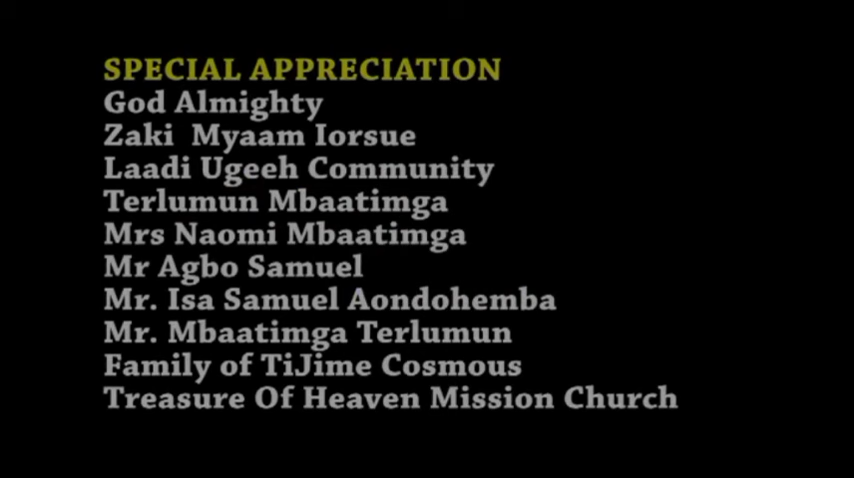 SPECIAL APPRECIATION
God Almighty
Zaki Myaam Iorsue
Laadi Ugeeh Community
Terlumun Mbaatimga
Mrs Naomi Mbaatimga
Mr Agbo Samuel
Mr. Isa Samuel Aondohemba
Mr. Mbaatimga Terlumun
Family of TiJime Cosmous
Treasure Of Heaven Mission Church